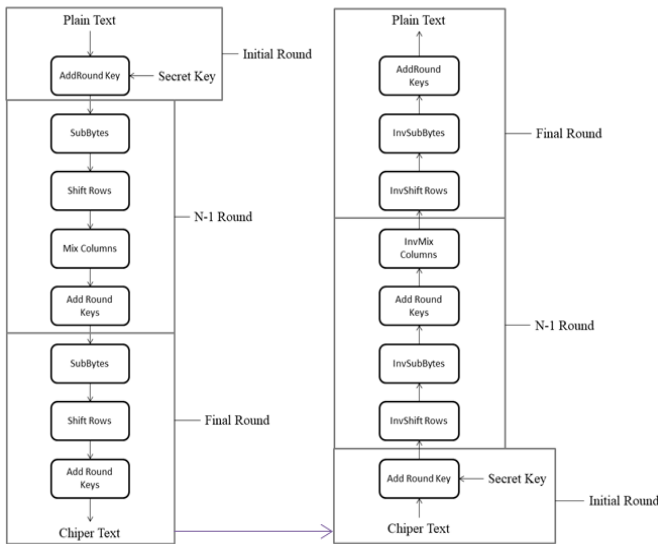 Plain Text
AddRound Key
Secret Key
Initial Round
SubBytes
Shift Rows
Mix Columns
Add Round
Keys
N-1 Round
SubBytes
Shift Rows
Add Round
Keys
Final Round
Chiper Text
Plain Text
AddRound
Keys
InvSubBytes
InvShift Rows
Final Round
InvMix
Columns
Add Round
Keys
InvSubBytes
InvShift Rows
N-1 Round
Add Round Key
Secret Key
Initial Round
Chiper Text